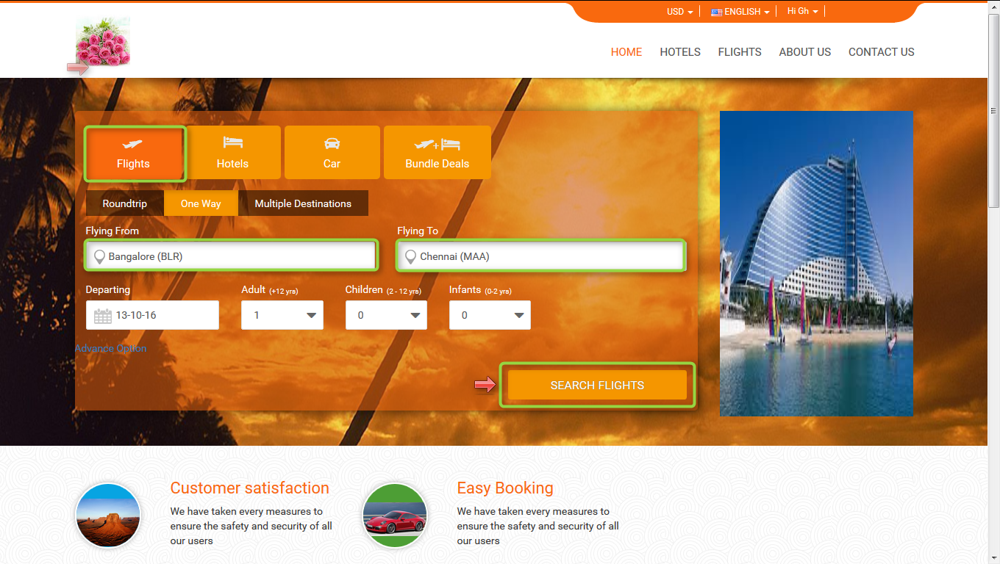 USD ENGLISH Hi Gh
HOME HOTELS FLIGHTS ABOUT US CONTACT US
Flights Hotels Car Bundle Deals
Roundtrip One Way Multiple Destinations
Flying From Flying To
Bangalore (BLR) Chennai (MAA)
Departing Adult (+12 yrs) Children (2 - 12 yrs) Infants (0-2 yrs)
13-10-16 1 0 0
Advance Option
SEARCH FLIGHTS
Customer satisfaction
We have taken every measures to
ensure the safety and security of all
our users
Easy Booking
We have taken every measures to
ensure the safety and security of all
our users